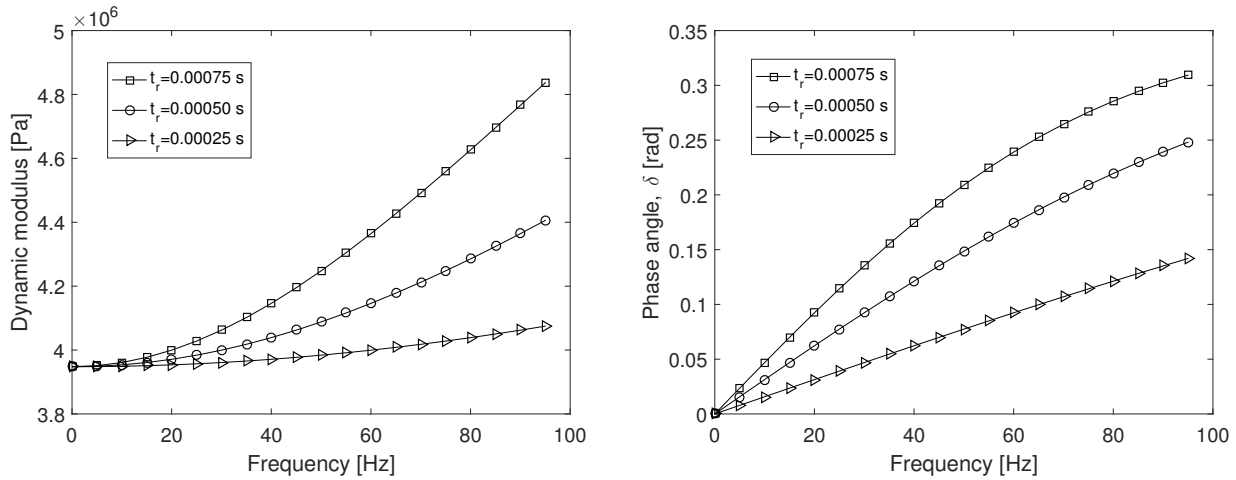 ×10⁶
5
4.8
4.6
4.4
4.2
4
3.8
Dynamic modulus [Pa]
t_r=0.00075 s
t_r=0.00050 s
t_r=0.00025 s
0 20 40 60 80 100
Frequency [Hz]
0.35
0.3
0.25
0.2
0.15
0.1
0.05
0
Phase angle, δ [rad]
t_r=0.00075 s
t_r=0.00050 s
t_r=0.00025 s
0 20 40 60 80 100
Frequency [Hz]